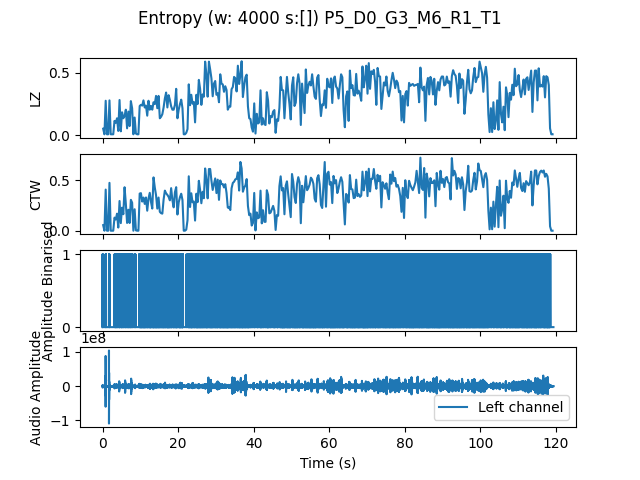 Entropy (w: 4000 s:[]) P5_D0_G3_M6_R1_T1
0.5
0.0
LZ
0.5
0.0
CTW
1
0
Amplitude Binarised
1e8
1
0
−1
Audio Amplitude
Left channel
0 20 40 60 80 100 120
Time (s)